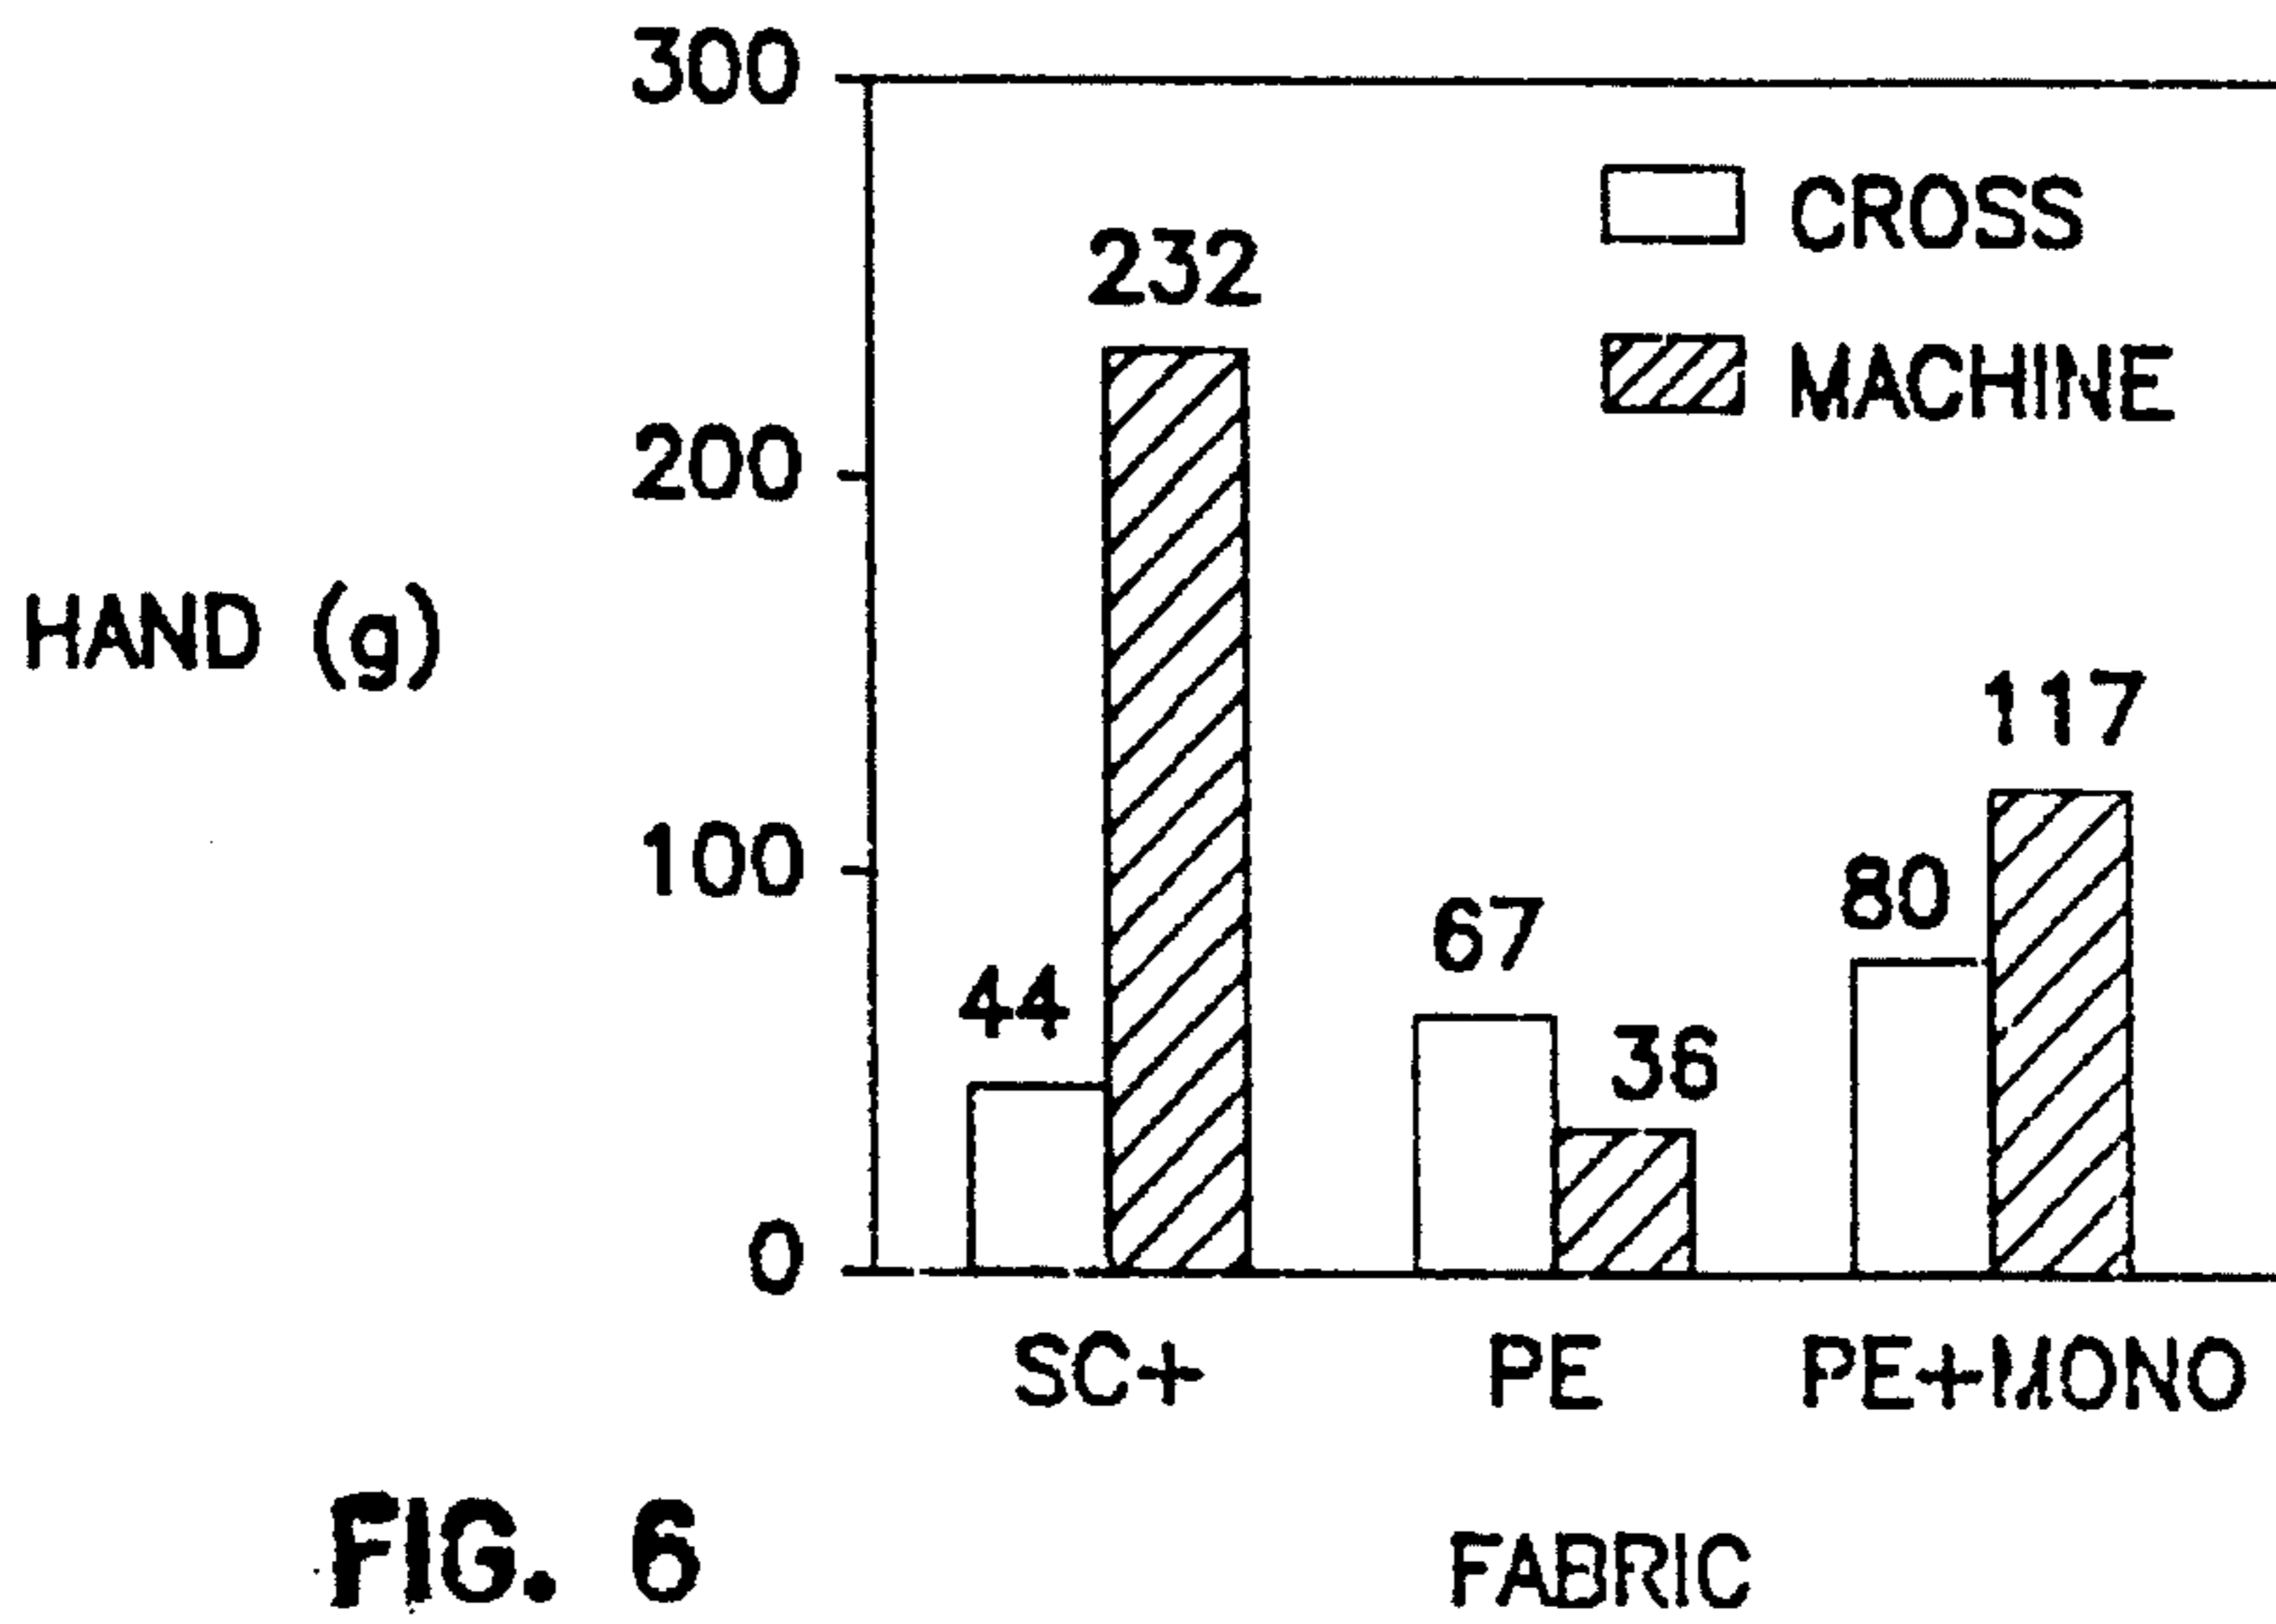 300
CROSS
232
MACHINE
200
HAND (g)
117
100
80
67
44
36
0
SC+ PE PE+MONO
FIG. 6
FABRIC